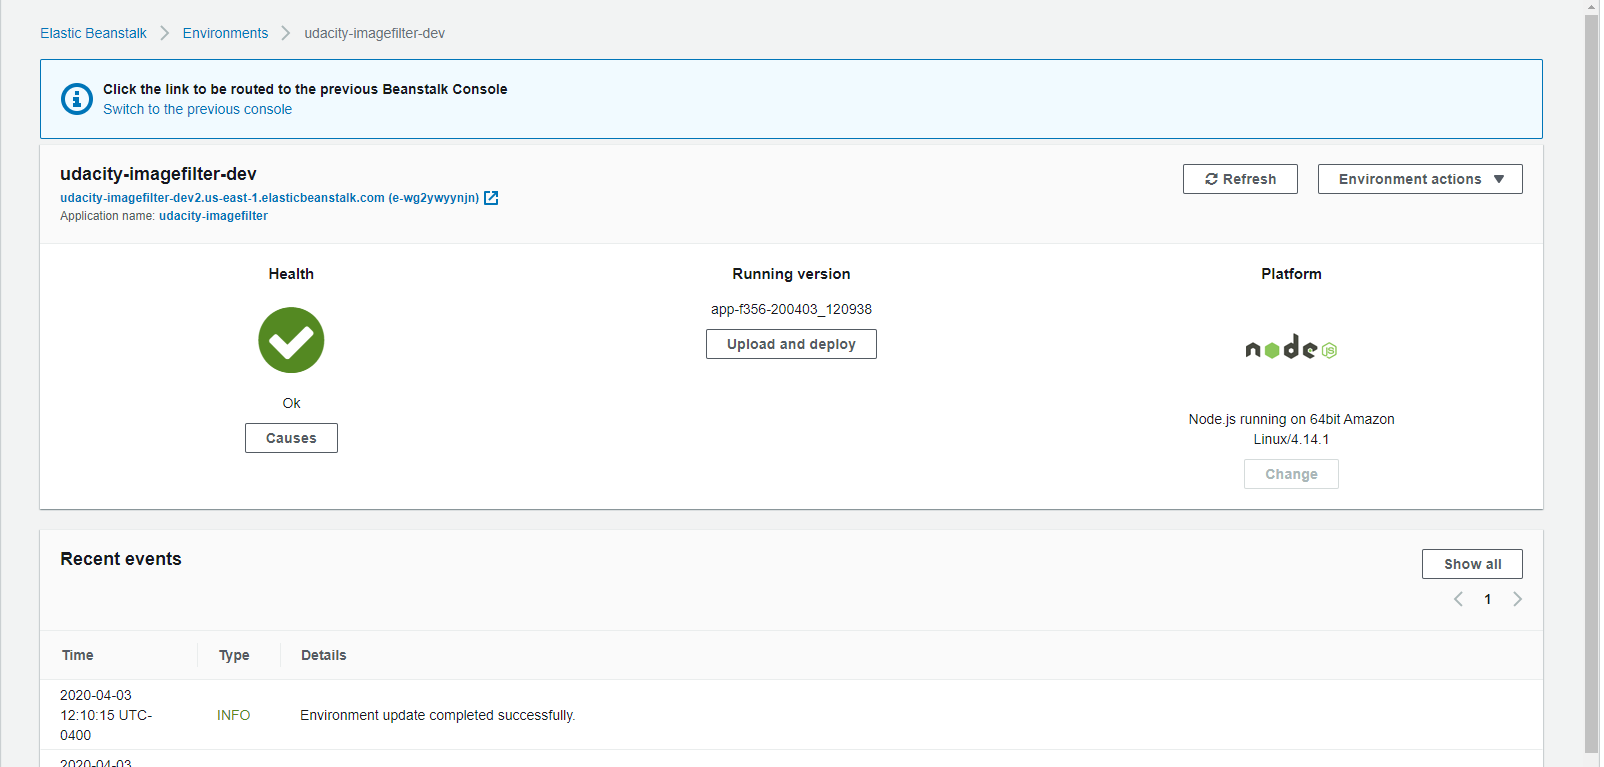 Elastic Beanstalk Environments udacity-imagefilter-dev
Click the link to be routed to the previous Beanstalk Console
Switch to the previous console
udacity-imagefilter-dev
udacity-imagefilter-dev2.us-east-1.elasticbeanstalk.com (e-wg2ywyynjn)
Application name: udacity-imagefilter
Refresh
Environment actions
Health
Ok
Causes
Running version
app-f356-200403_120938
Upload and deploy
Platform
node JS
Node.js running on 64bit Amazon
Linux/4.14.1
Change
Recent events
Show all
1
Time Type Details
2020-04-03
12:10:15 UTC-
0400
INFO
Environment update completed successfully.
2020-04-03